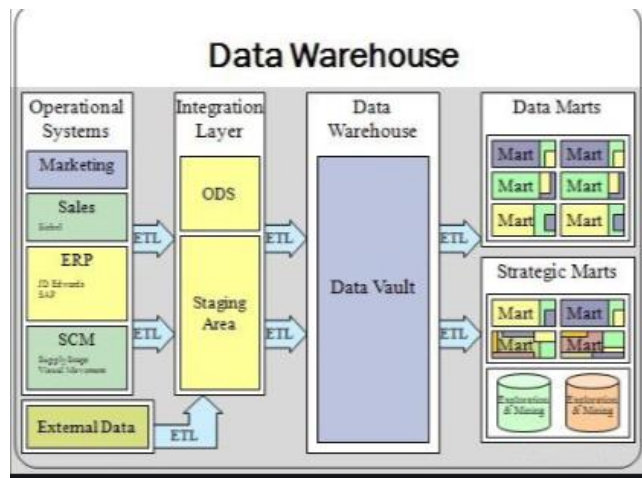 Data Warehouse
Operational
Systems
Marketing
Sales
Siebel
ERP
JD Edwards
SAP
SCM
External Data
ETL
ETL
ETL
Integration
Layer
ODS
Staging
Area
ETL
ETL
Data
Warehouse
Data Vault
ETL
ETL
Data Marts
Mart
Mart
Mart
Mart
Mart
Mart
Strategic Marts
Mart
Mart
Mart
Mart
Exploration
& Mining
Exploration
& Mining